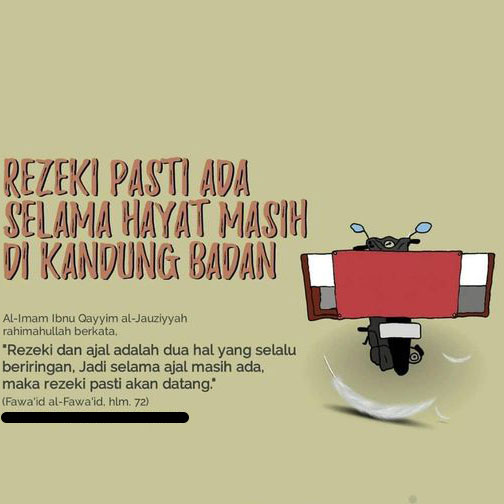 REZEKI PASTI ADA
SELAMA HAYAT MASIH
DI KANDUNG BADAN
Al-Imam Ibnu Qayyim al-Jauziyyah
rahimahullah berkata,
"Rezeki dan ajal adalah dua hal yang selalu
beriringan, Jadi selama ajal masih ada,
maka rezeki pasti akan datang."
(Fawa'id al-Fawa'id, hlm. 72)